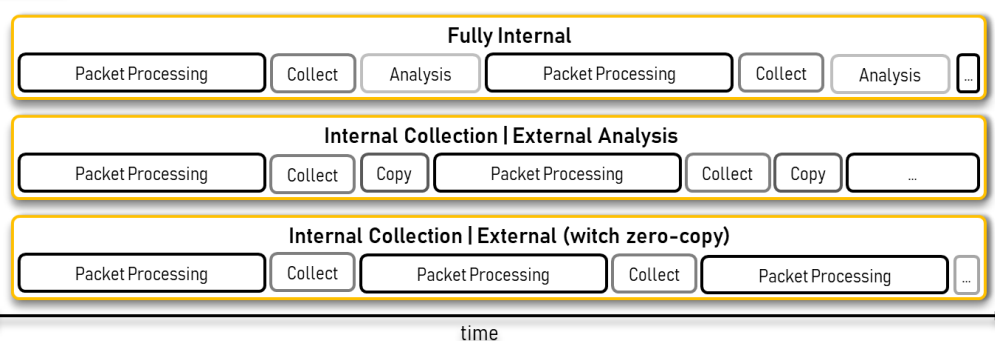 Fully Internal
Packet Processing Collect Analysis Packet Processing Collect Analysis ...
Internal Collection | External Analysis
Packet Processing Collect Copy Packet Processing Collect Copy ...
Internal Collection | External (witch zero-copy)
Packet Processing Collect Packet Processing Collect Packet Processing ...
time